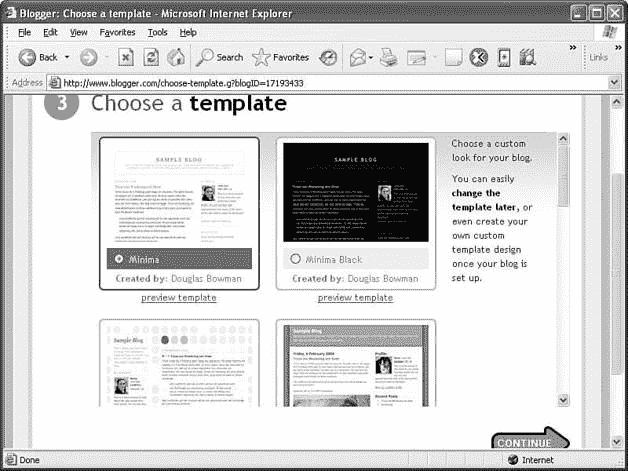 Blogger: Choose a template - Microsoft Internet Explorer
File Edit View Favorites Tools Help
Back Search Favorites Links
Address http://www.blogger.com/choose-template.g?blogID=17193433
3 Choose a template
SAMPLE BLOG
Minima
Created by: Douglas Bowman
preview template
SAMPLE BLOG
Minima Black
Created by: Douglas Bowman
preview template
Choose a custom
look for your blog.
You can easily
change the
template later, or
even create your
own custom
template design
once your blog is
set up.
Sample Blog
Sample Blog
CONTINUE
Done Internet